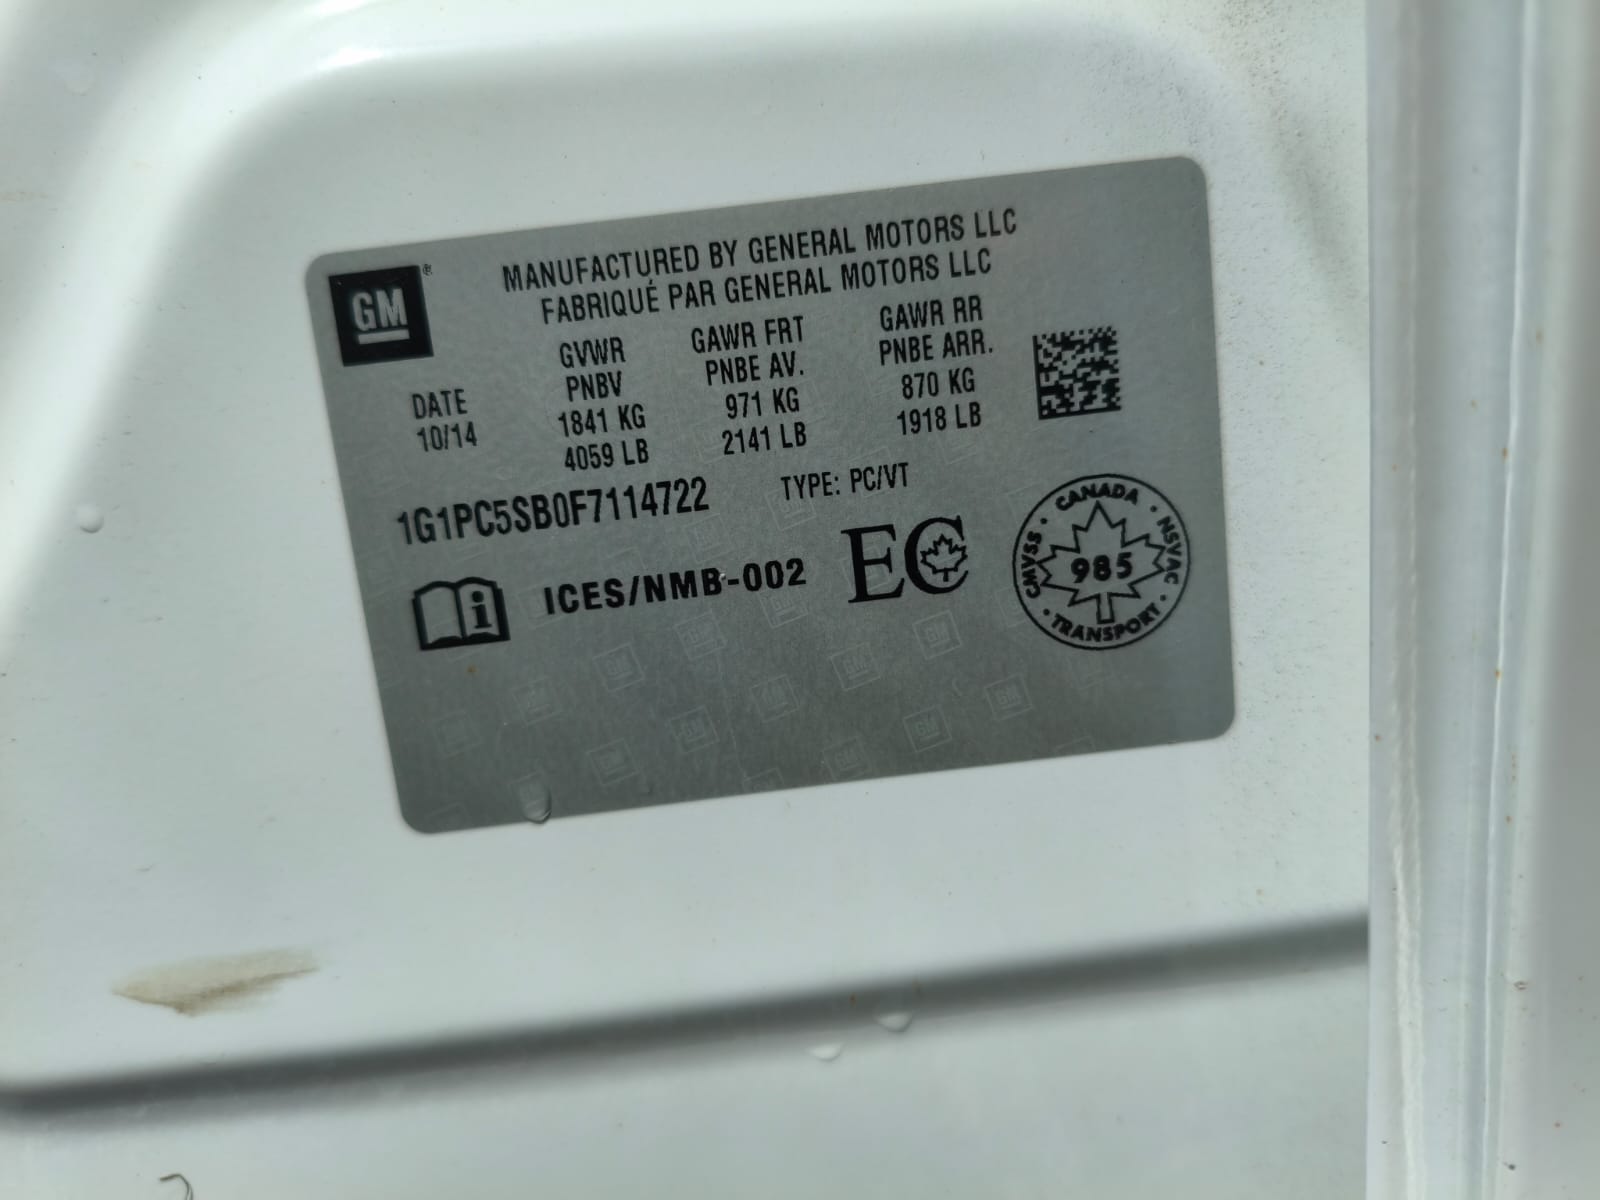 GM®
MANUFACTURED BY GENERAL MOTORS LLC
FABRIQUÉ PAR GENERAL MOTORS LLC
DATE
10/14
GVWR
PNBV
1841 KG
4059 LB
GAWR FRT
PNBE AV.
971 KG
2141 LB
GAWR RR
PNBE ARR.
870 KG
1918 LB
1G1PC5SB0F7114722
TYPE: PC/VT
i
ICES/NMB-002
EC
CANADA
CMVSS · NSVAC
985
· TRANSPORT ·